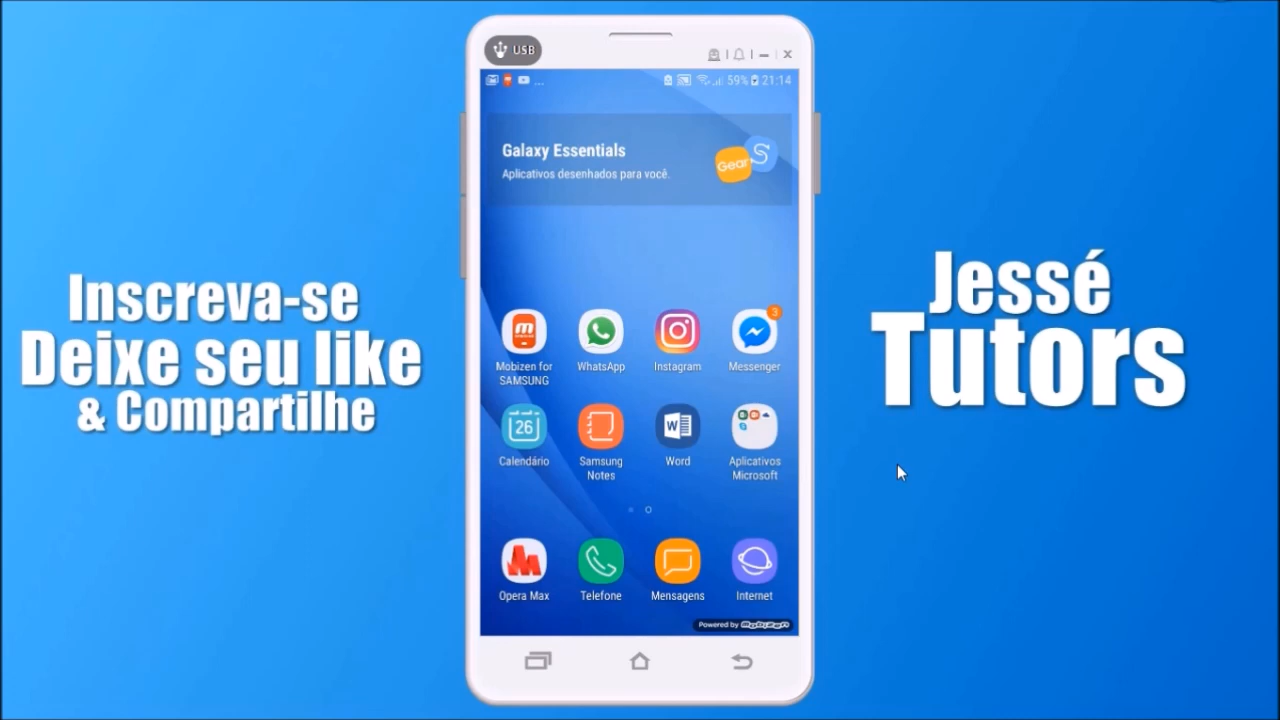 USB
59% 21:14
Galaxy Essentials
Aplicativos desenhados para você.
Gear S
Inscreva-se
Deixe seu like
& Compartilhe
Jessé
Tutors
3
Mobizen for
SAMSUNG
WhatsApp
Instagram
Messenger
26
W
Calendário
Samsung
Notes
Word
Aplicativos
Microsoft
Opera Max
Telefone
Mensagens
Internet
Powered by Mobizen